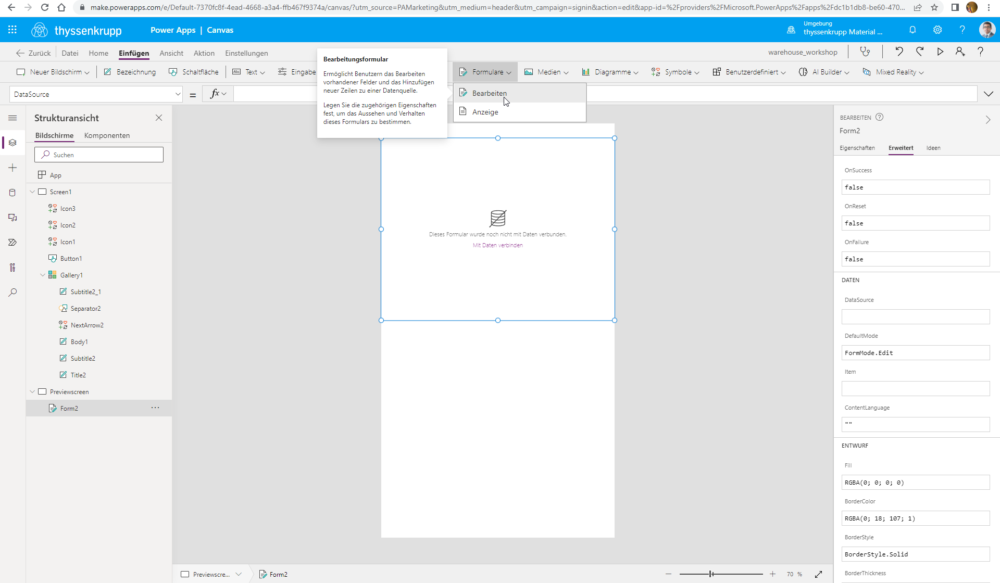 make.powerapps.com/e/Default-7370fc8f-4ead-4668-a3a4-ffb467f9374a/canvas/?utm_source=PAMarketing&utm_medium=header&utm_campaign=signin&action=edit&app-id=%2Fproviders%2FMicrosoft.PowerApps%2Fapps%2Fdc1b1db8-be60-470...
thyssenkrupp
Power Apps | Canvas
Umgebung
thyssenkrupp Material ...
Zurück
Datei
Home
Einfügen
Ansicht
Aktion
Einstellungen
warehouse_workshop
Neuer Bildschirm
Bezeichnung
Schaltfläche
Abc
Text
Eingabe
Formulare
Medien
Diagramme
Symbole
Benutzerdefiniert
AI Builder
Mixed Reality
Bearbeitungsformular
Ermöglicht Benutzern das Bearbeiten
vorhandener Felder und das Hinzufügen
neuer Zeilen zu einer Datenquelle.
Legen Sie die zugehörigen Eigenschaften
fest, um das Aussehen und Verhalten
dieses Formulars zu bestimmen.
Bearbeiten
Anzeige
DataSource
=
fx
Strukturansicht
Bildschirme
Komponenten
Suchen
App
Screen1
Icon3
Icon2
Icon1
Button1
Gallery1
Subtitle2_1
Separator2
NextArrow2
Body1
Subtitle2
Title2
Previewscreen
Form2
...
Dieses Formular wurde noch nicht mit Daten verbunden.
Mit Daten verbinden
BEARBEITEN
Form2
Eigenschaften
Erweitert
Ideen
OnSuccess
false
OnReset
false
OnFailure
false
DATEN
DataSource
DefaultMode
FormMode.Edit
Item
ContentLanguage
""
ENTWURF
Fill
RGBA(0; 0; 0; 0)
BorderColor
RGBA(0; 18; 107; 1)
BorderStyle
BorderStyle.Solid
BorderThickness
Previewscre...
Form2
70 %